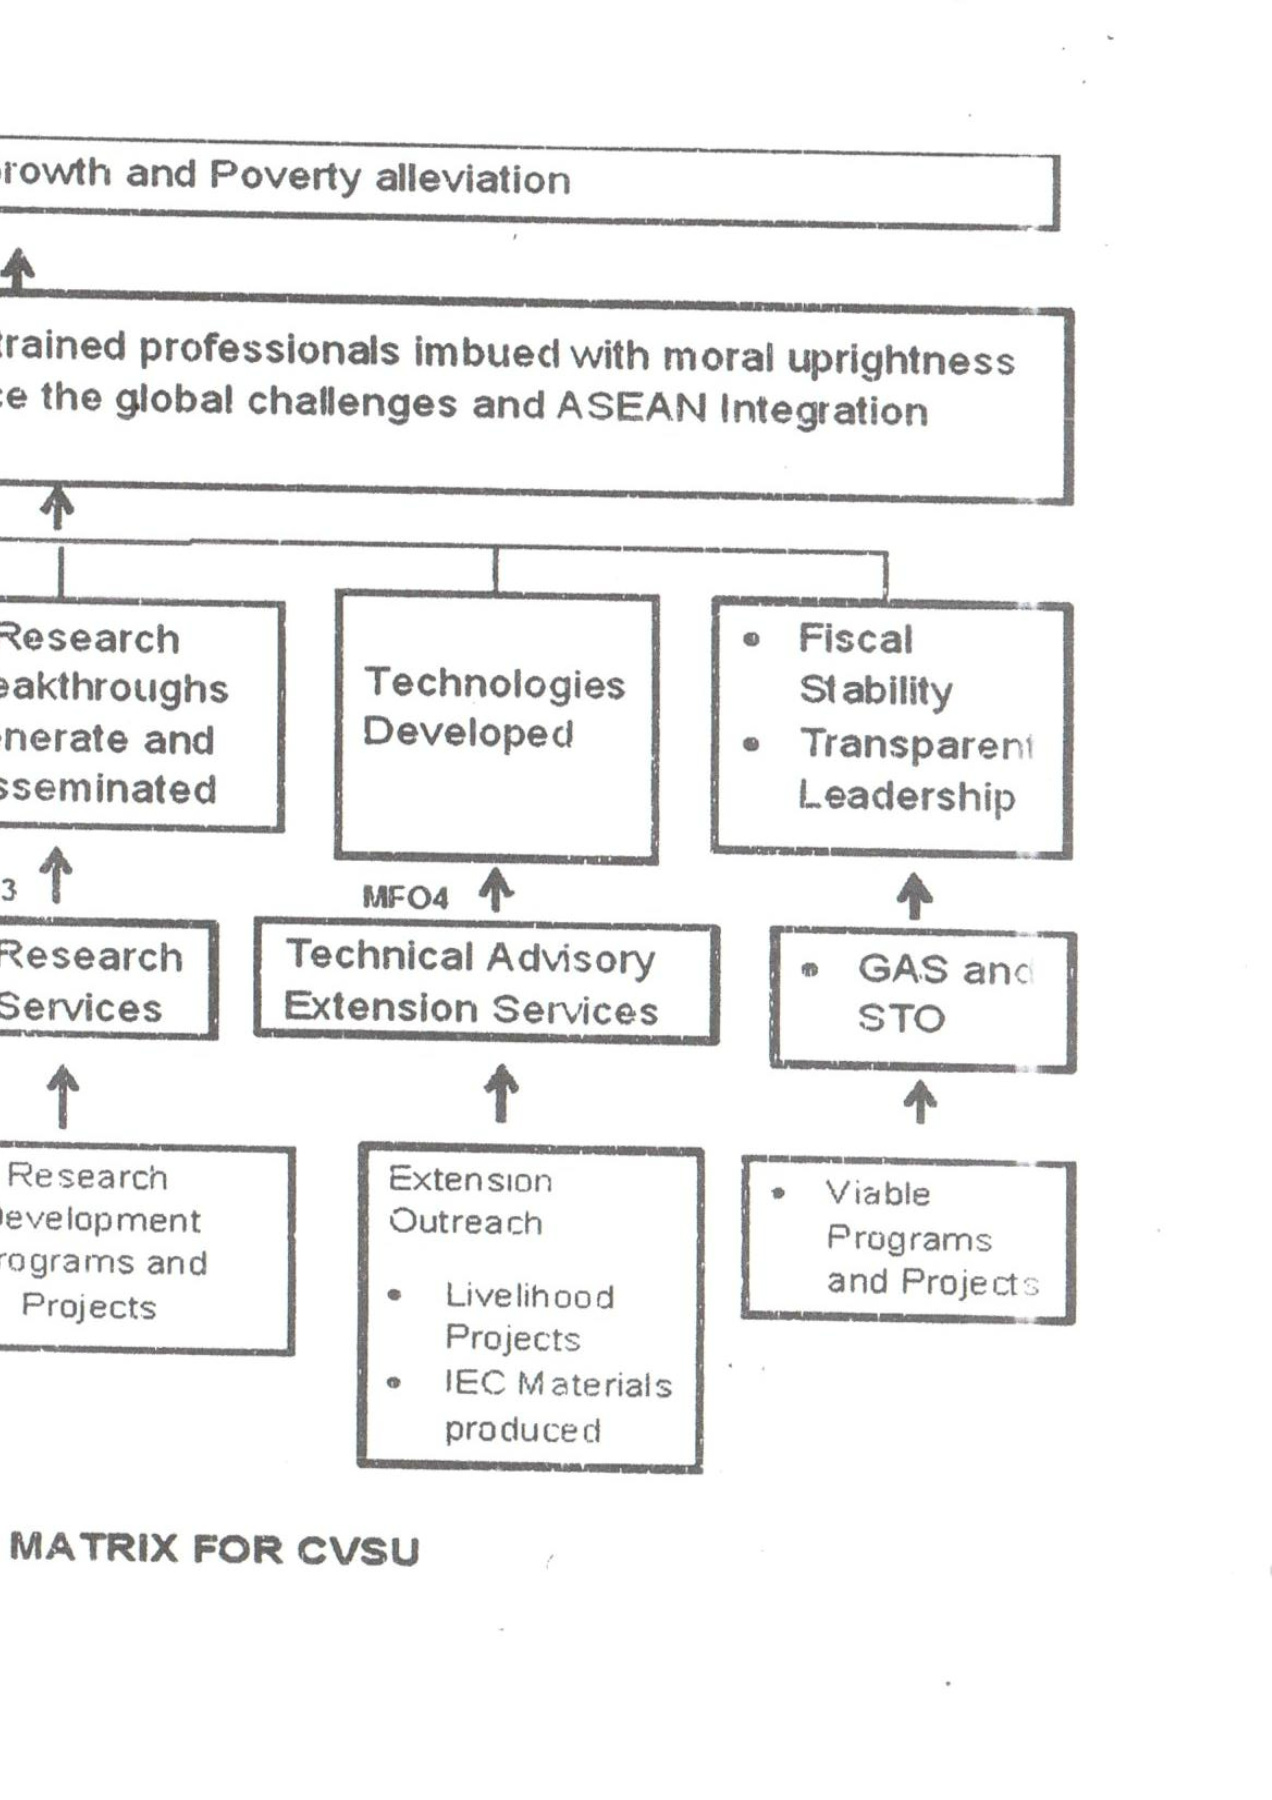 rowth and Poverty alleviation
trained professionals imbued with moral uprightness
ce the global challenges and ASEAN Integration
Research
eakthroughs
nerate and
sseminated
Technologies
Developed
• Fiscal
Stability
• Transparent
Leadership
3
MFO4
Research
Services
Technical Advisory
Extension Services
• GAS and
STO
Research
evelopment
rograms and
Projects
Extension
Outreach
• Livelihood
Projects
• IEC Materials
produced
• Viable
Programs
and Projects
MATRIX FOR CVSU